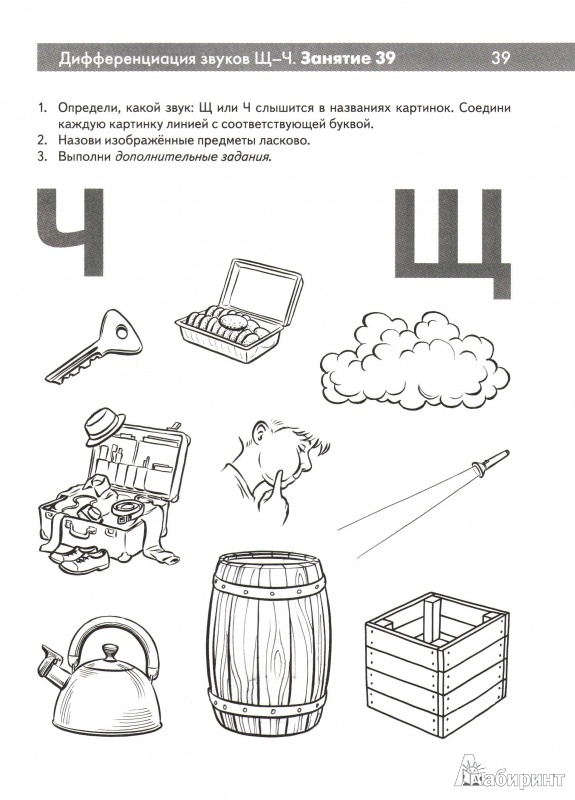 Дифференциация звуков Щ–Ч. Занятие 39 39
1. Определи, какой звук: Щ или Ч слышится в названиях картинок. Соедини
каждую картинку линией с соответствующей буквой.
2. Назови изображённые предметы ласково.
3. Выполни дополнительные задания.
Ч Щ
Лабиринт